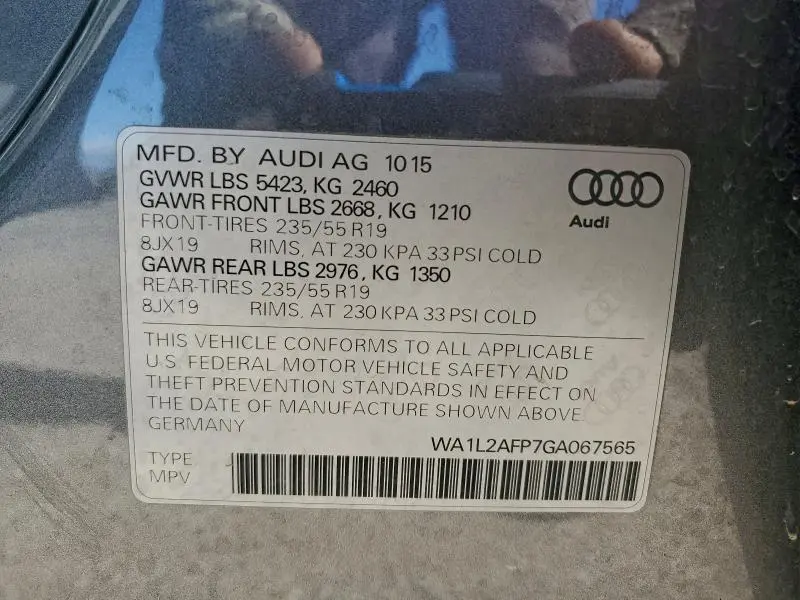 MFD. BY AUDI AG 10 15
GVWR LBS 5423, KG 2460
GAWR FRONT LBS 2668, KG 1210
FRONT-TIRES 235/55 R19
8JX19 RIMS, AT 230 KPA 33 PSI COLD
GAWR REAR LBS 2976, KG 1350
REAR-TIRES 235/55 R19
8JX19 RIMS, AT 230 KPA 33 PSI COLD
Audi
THIS VEHICLE CONFORMS TO ALL APPLICABLE
U.S. FEDERAL MOTOR VEHICLE SAFETY AND
THEFT PREVENTION STANDARDS IN EFFECT ON
THE DATE OF MANUFACTURE SHOWN ABOVE.
GERMANY
WA1L2AFP7GA067565
TYPE
MPV